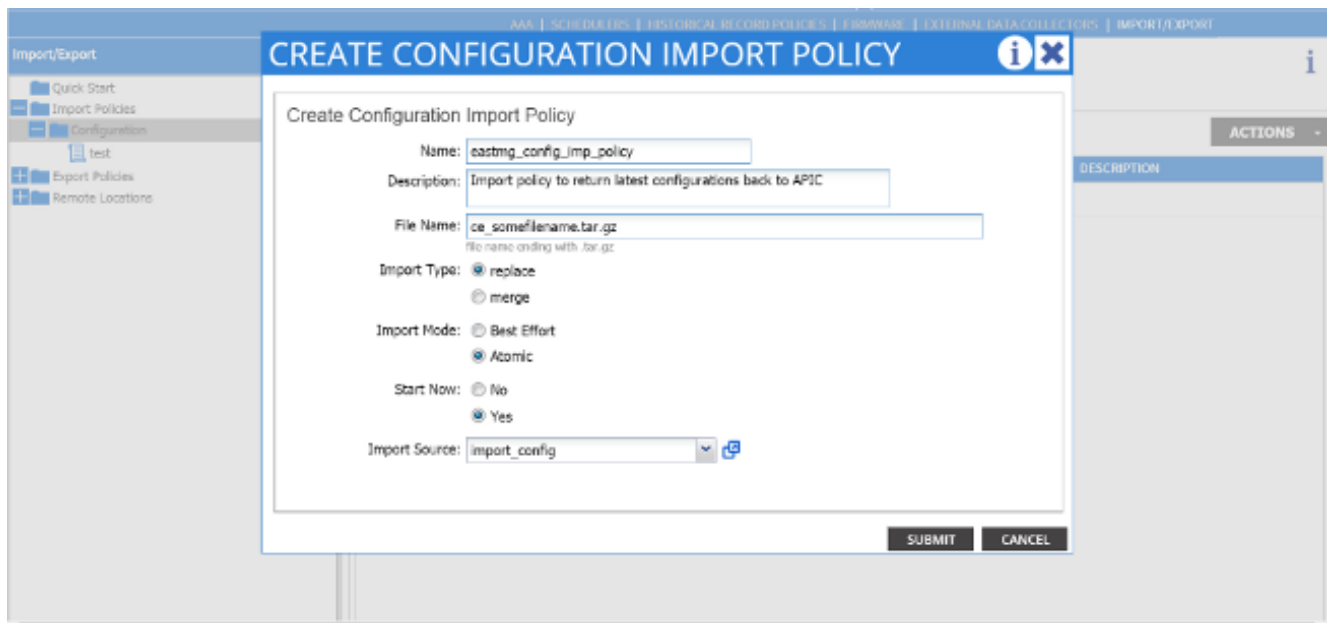 AAA | SCHEDULERS | HISTORICAL RECORD POLICIES | FIRMWARE | EXTERNAL DATA COLLECTORS | IMPORT/EXPORT
Import/Export
CREATE CONFIGURATION IMPORT POLICY
i
i
Quick Start
Import Policies
Configuration
test
Export Policies
Remote Locations
ACTIONS
DESCRIPTION
Create Configuration Import Policy
Name: eastmg_config_imp_policy
Description: Import policy to return latest configurations back to APIC
File Name: ce_somefilename.tar.gz
file name ending with .tar.gz
Import Type: replace
merge
Import Mode: Best Effort
Atomic
Start Now: No
Yes
Import Source: import_config
SUBMIT CANCEL